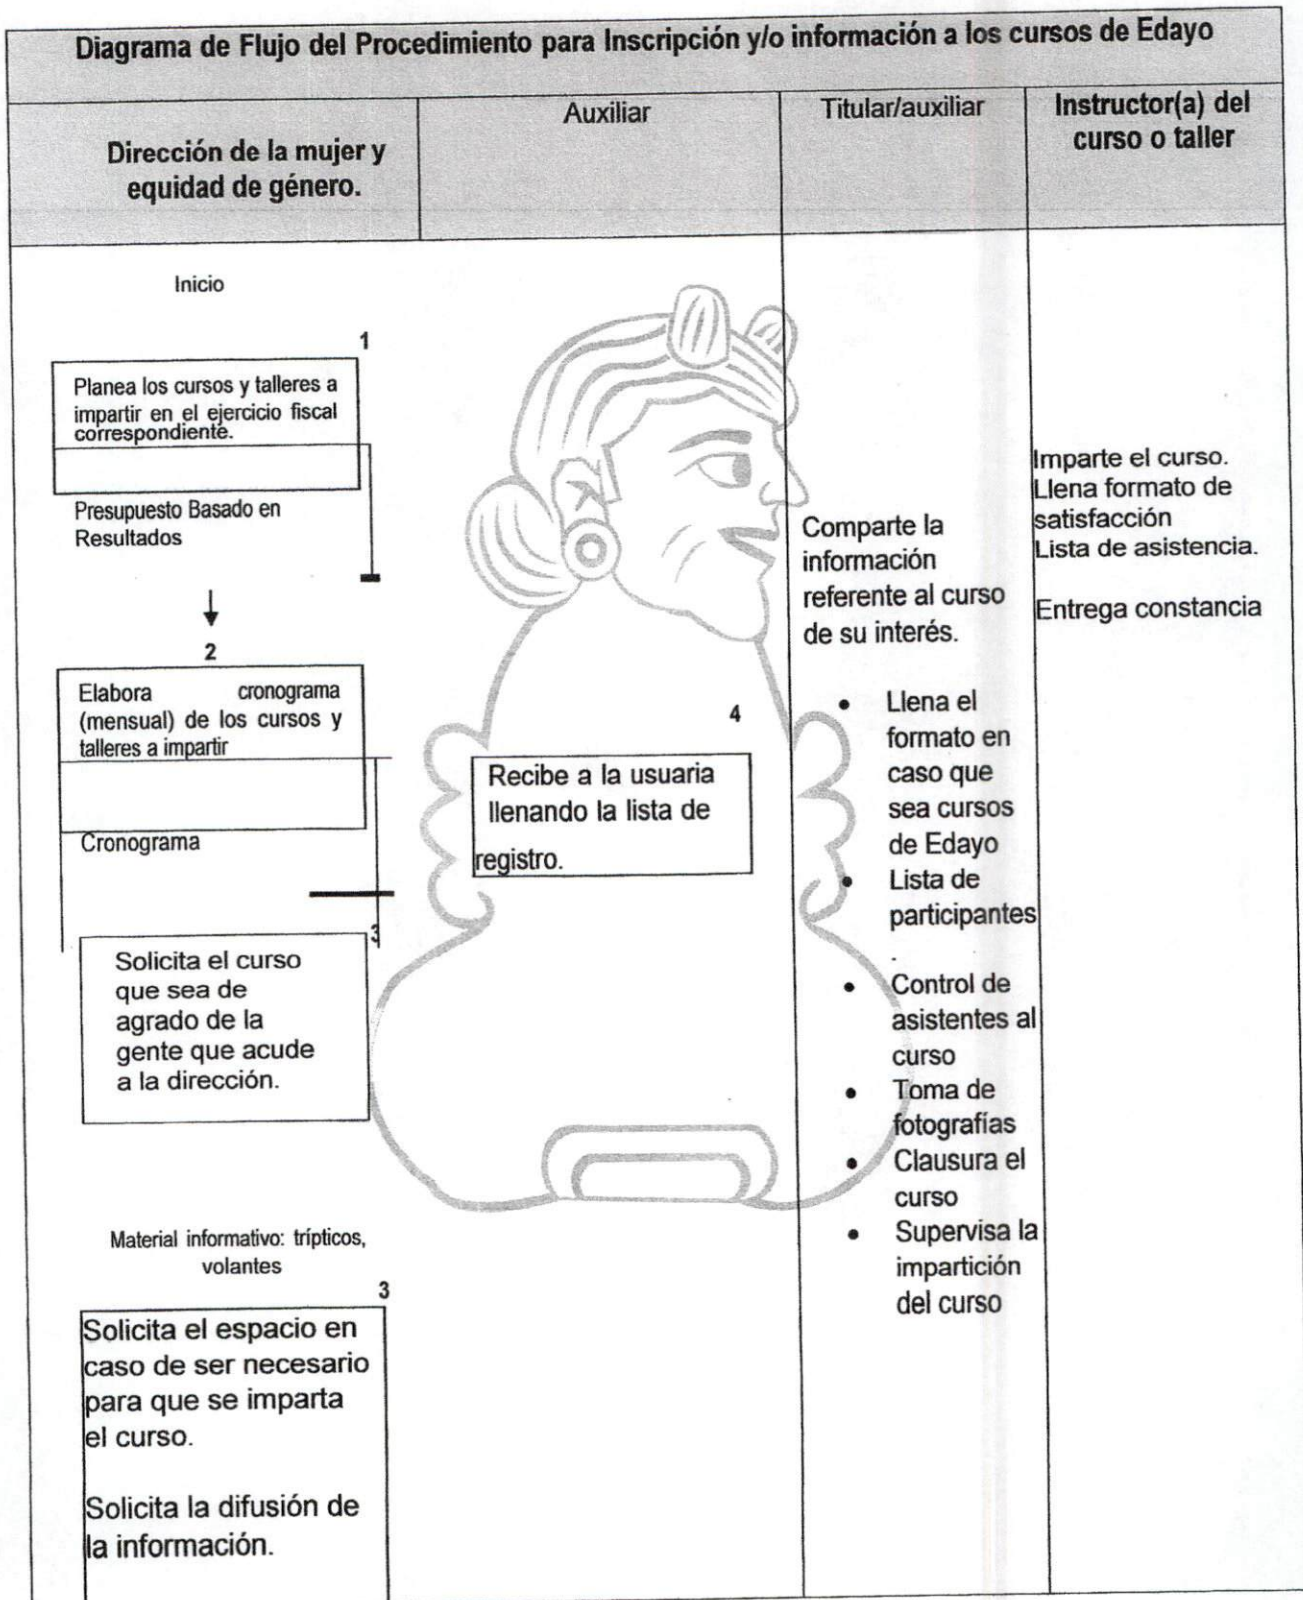 Diagrama de Flujo del Procedimiento para Inscripción y/o información a los cursos de Edayo
Dirección de la mujer y
equidad de género.
Auxiliar
Titular/auxiliar
Instructor(a) del
curso o taller
Inicio
1
Planea los cursos y talleres a
impartir en el ejercicio fiscal
correspondiente.
Presupuesto Basado en
Resultados
2
Elabora cronograma
(mensual) de los cursos y
talleres a impartir
Cronograma
3
Solicita el curso
que sea de
agrado de la
gente que acude
a la dirección.
Material informativo: trípticos,
volantes
3
Solicita el espacio en
caso de ser necesario
para que se imparta
el curso.
Solicita la difusión de
la información.
4
Recibe a la usuaria
llenando la lista de
registro.
Comparte la
información
referente al curso
de su interés.
• Llena el
formato en
caso que
sea cursos
de Edayo
• Lista de
participantes
.
• Control de
asistentes al
curso
• Toma de
fotografías
• Clausura el
curso
• Supervisa la
impartición
del curso
Imparte el curso.
Llena formato de
satisfacción
Lista de asistencia.
Entrega constancia